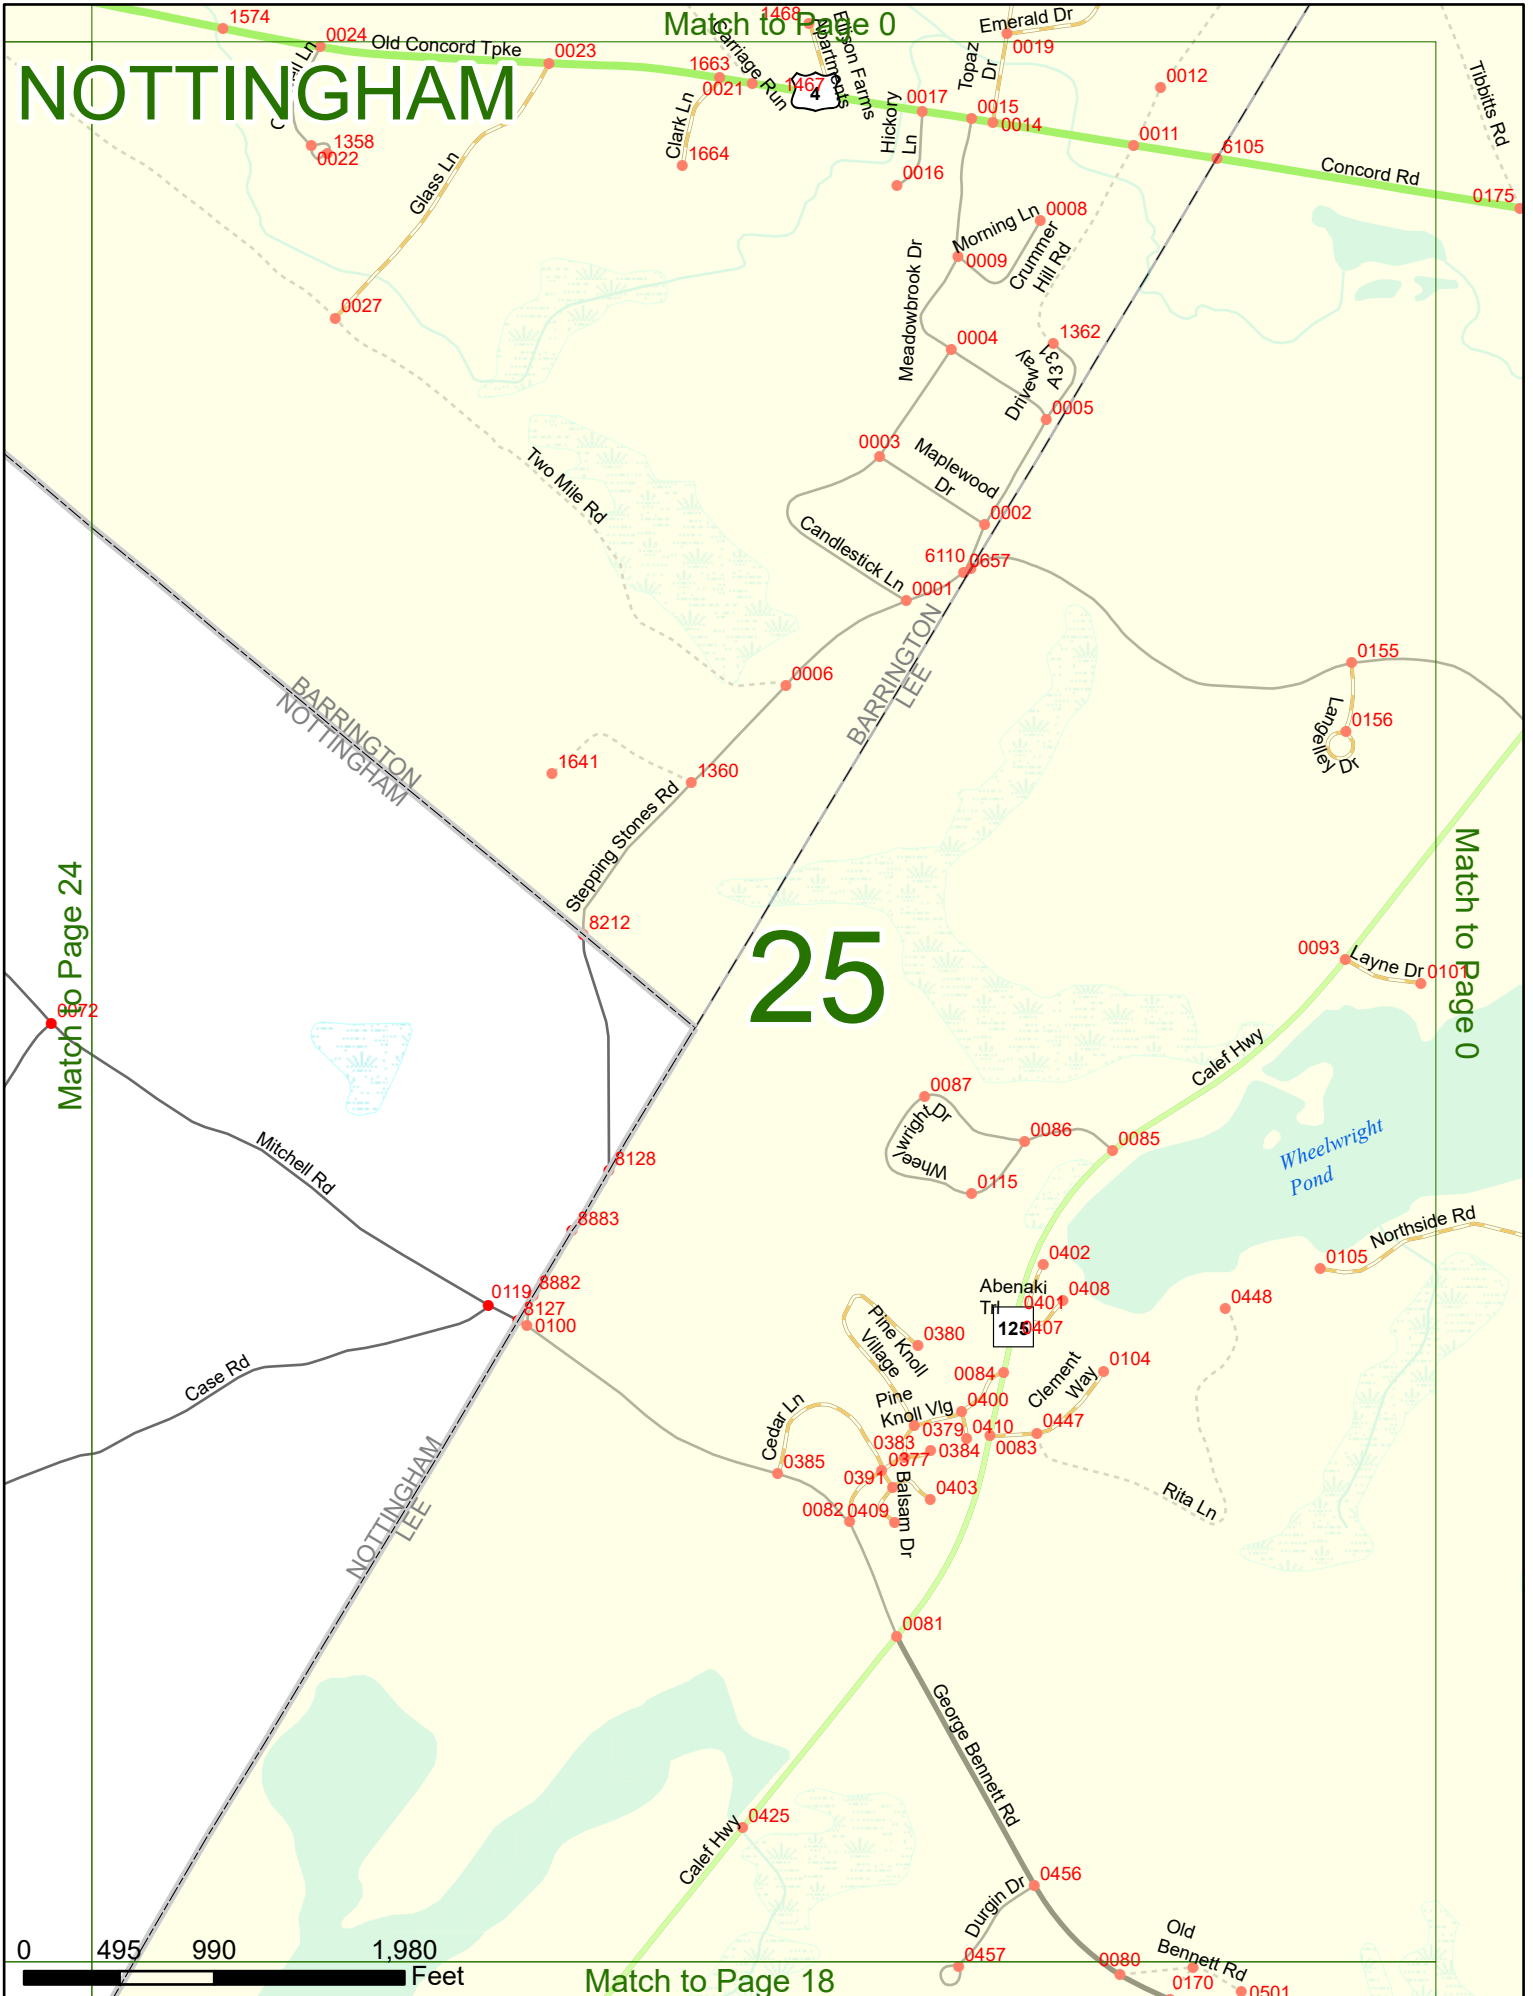 Match to Page 0
1574
0024
Old Concord Tpke
0023
1663
0021
Carriage Run
1468
Ellison Farms
Apartments
1467
4
Emerald Dr
0019
Topaz
Dr
0012
Tibbitts Rd
NOTTINGHAM
1358
0022
Glass Ln
Clark Ln
1664
Hickory
Ln
0017
0016
0015
0014
0011
6105
Concord Rd
0175
0027
Morning Ln
0008
0009
Crummer
Hill Rd
Meadowbrook Dr
0004
1362
Driveway
A331
0005
0003
Maplewood
Dr
0002
Two Mile Rd
Candlestick Ln
6110
0657
0001
BARRINGTON
LEE
0006
0155
0156
Langelley Dr
BARRINGTON
NOTTINGHAM
1641
1360
Stepping Stones Rd
8212
Match to Page 24
25
Match to Page 0
0093
Layne Dr
0101
0072
Calef Hwy
0087
Wheelwright Dr
0086
0085
0115
Mitchell Rd
8128
Wheelwright
Pond
8883
Northside Rd
0105
0402
8882
0119
8127
0100
Abenaki
Trl
0401
0408
0448
125
0407
Pine Knoll
Village
0380
0084
Clement
Way
0104
Case Rd
Pine
Knoll Vlg
0400
Cedar Ln
0379
0410
0447
0383
0083
0384
0377
0385
0391
0403
Rita Ln
0082
0409
Balsam Dr
NOTTINGHAM
LEE
0081
George Bennett Rd
0425
Calef Hwy
0456
Durgin Dr
Old
Bennett Rd
0457
0080
0170
0501
0
495
990
1,980
Feet
Match to Page 18